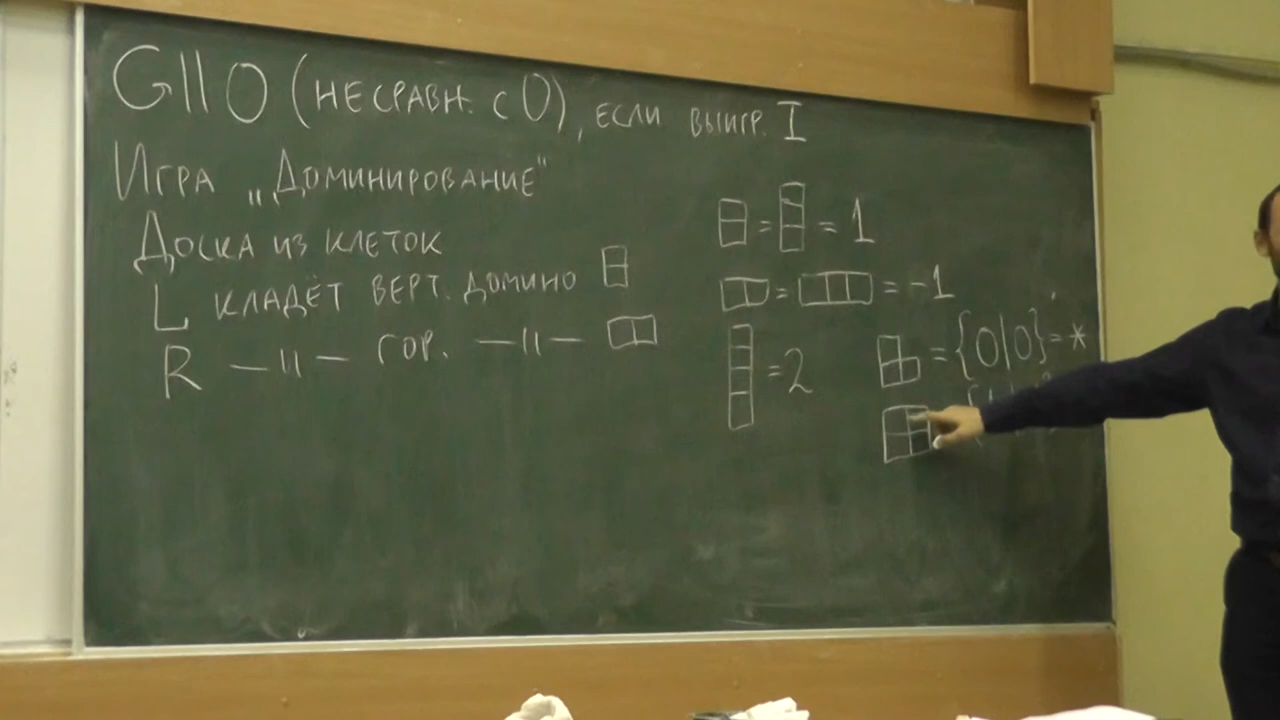 G || 0 (НЕСРАВН. С 0), ЕСЛИ ВЫИГР. I
ИГРА „ДОМИНИРОВАНИЕ"
ДОСКА ИЗ КЛЕТОК
L КЛАДЁТ ВЕРТ. ДОМИНО
R —〃— ГОР. —〃—
= = 1
= = -1
= 2
= {0|0} = *